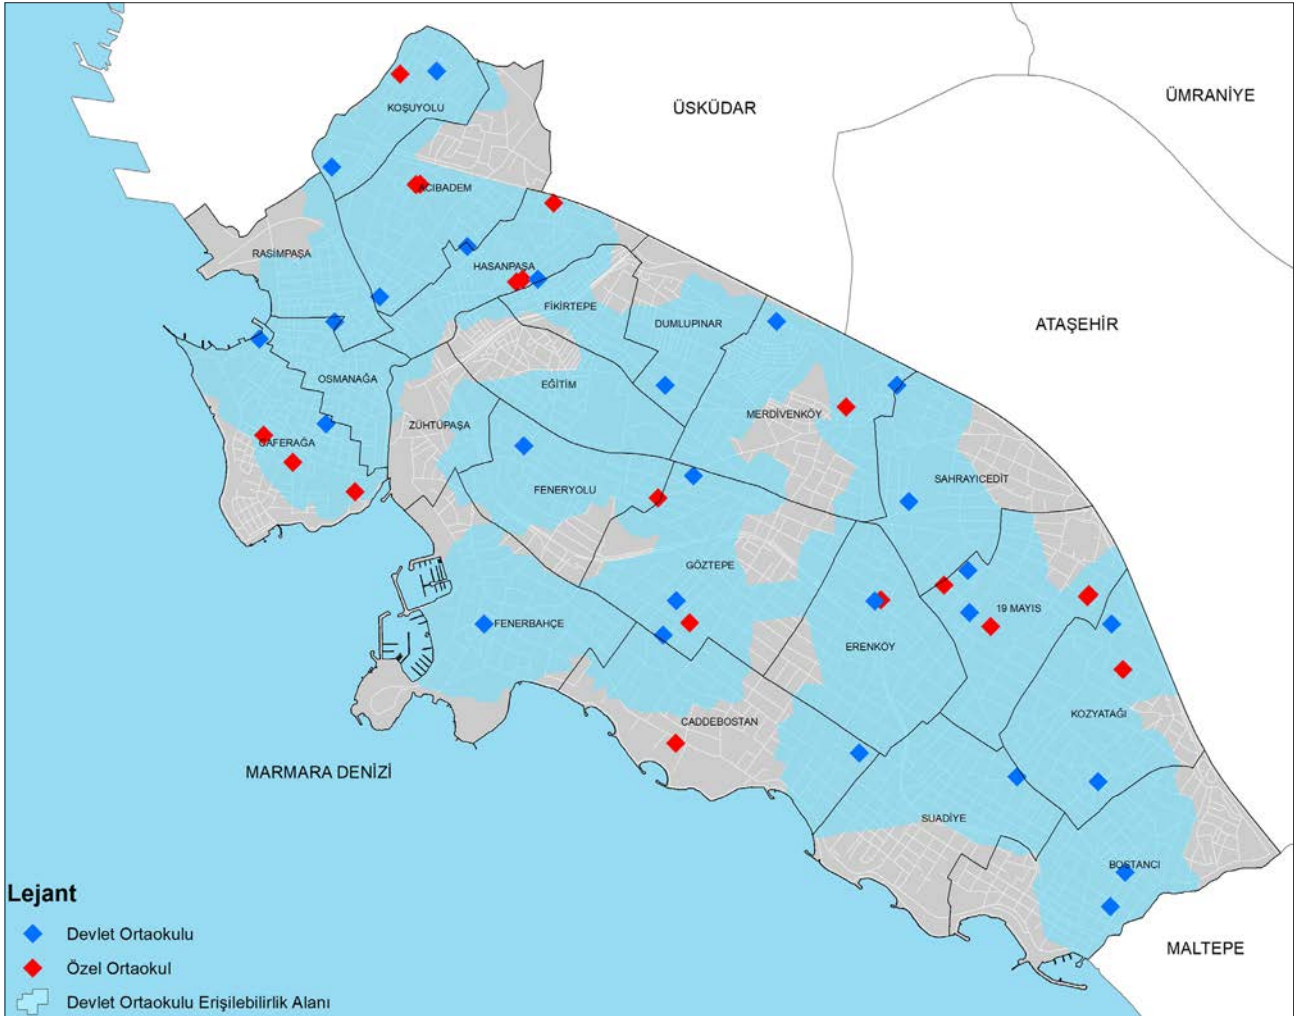 ÜMRANİYE
ÜSKÜDAR
KOŞUYOLU
ACIBADEM
RASİMPAŞA
HASANPAŞA
FİKİRTEPE
DUMLUPINAR
ATAŞEHİR
OSMANAĞA
EĞİTİM
MERDİVENKÖY
ZÜHTÜPAŞA
CAFERAĞA
SAHRAYICEDİT
FENERYOLU
GÖZTEPE
19 MAYIS
FENERBAHÇE
ERENKÖY
KOZYATAĞI
CADDEBOSTAN
MARMARA DENİZİ
SUADİYE
BOSTANCI
MALTEPE
Lejant
Devlet Ortaokulu
Özel Ortaokul
Devlet Ortaokulu Erişilebilirlik Alanı